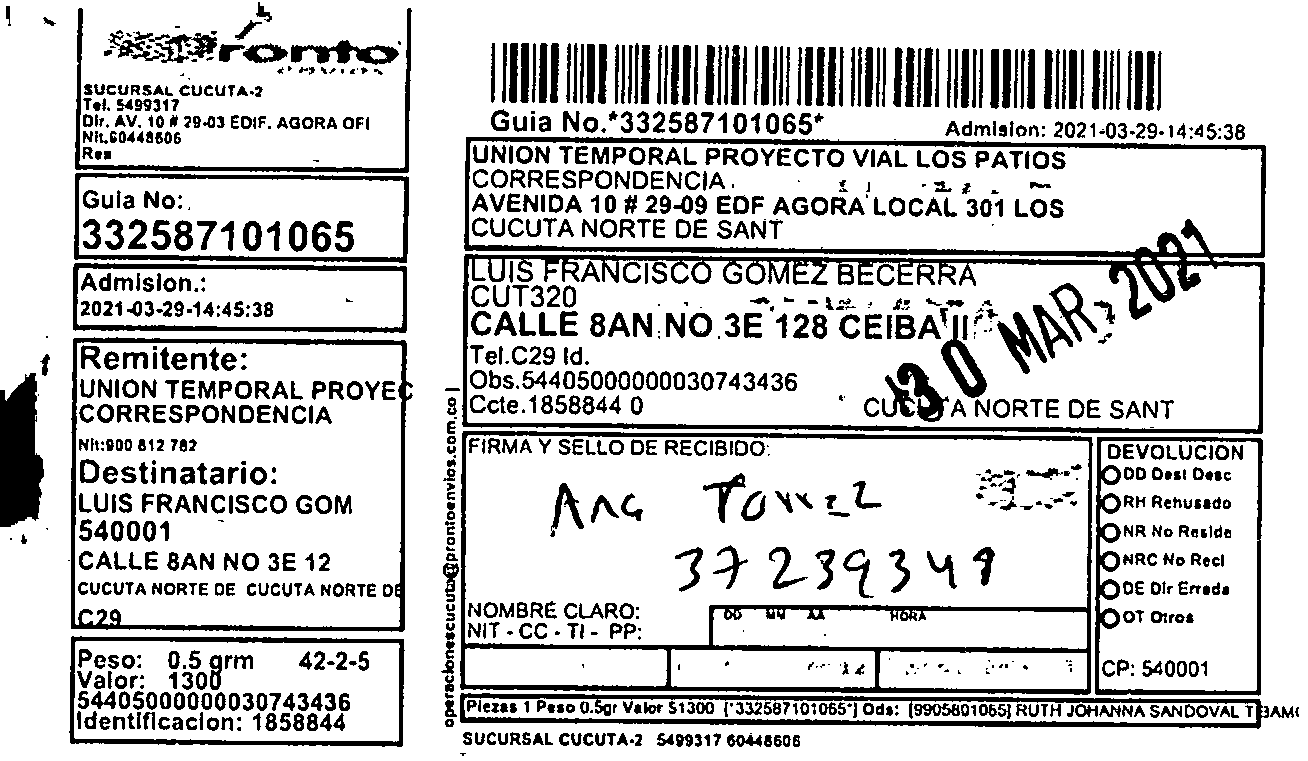 ronto
ENVIOS
SUCURSAL CUCUTA-2
Tel. 5499317
Dir. AV. 10 # 29-03 EDIF. AGORA OFI
Nit.60448606
Res
Guia No:
332587101065
Admision.:
2021-03-29-14:45:38
Remitente:
UNION TEMPORAL PROYEC
CORRESPONDENCIA
Nit:900 812 782
Destinatario:
LUIS FRANCISCO GOM
540001
CALLE 8AN NO 3E 12
CUCUTA NORTE DE CUCUTA NORTE DE
C29
Peso: 0.5 grm 42-2-5
Valor: 1300
54405000000030743436
Identificacion: 1858844
operacionescucuta@prontoenvios.com.co |
Guia No.*332587101065*
Admision: 2021-03-29-14:45:38
UNION TEMPORAL PROYECTO VIAL LOS PATIOS
CORRESPONDENCIA
AVENIDA 10 # 29-09 EDF AGORA LOCAL 301 LOS
CUCUTA NORTE DE SANT
LUIS FRANCISCO GOMEZ BECERRA
CUT320
CALLE 8AN NO 3E 128 CEIBA II
Tel.C29 Id.
Obs.54405000000030743436
Ccte.1858844 0
CUCUTA NORTE DE SANT
30 MAR. 2021
FIRMA Y SELLO DE RECIBIDO:
Ana Torrez
37239349
NOMBRE CLARO:
NIT - CC - TI - PP:
DD MM AA HORA
DEVOLUCION
DD Dest Desc
RH Rehusado
NR No Reside
NRC No Recl
DE Dir Errada
OT Otros
CP: 540001
Piezas 1 Peso 0.5gr Valor $1300 [*332587101065*] Ods: [9905801065] RUTH JOHANNA SANDOVAL TIBAMO
SUCURSAL CUCUTA-2 5499317 60448606